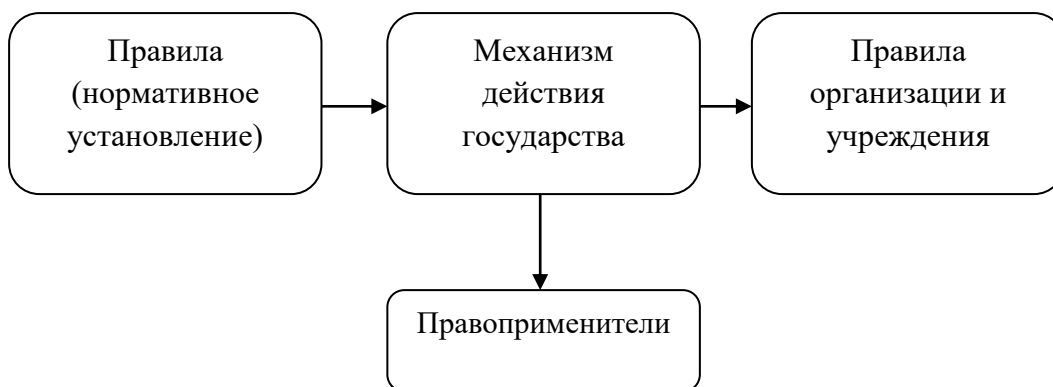 Правила
(нормативное
установление)
Механизм
действия
государства
Правила
организации и
учреждения
Правоприменители